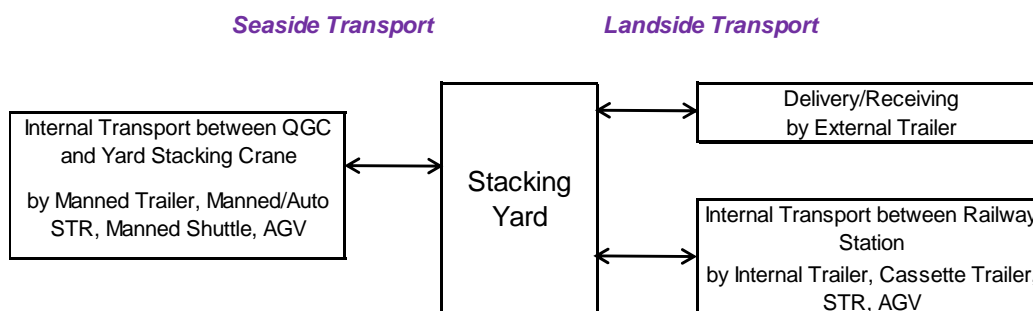 Seaside Transport
Landside Transport
Internal Transport between QGC
and Yard Stacking Crane
by Manned Trailer, Manned/Auto
STR, Manned Shuttle, AGV
Stacking
Yard
Delivery/Receiving
by External Trailer
Internal Transport between Railway
Station
by Internal Trailer, Cassette Trailer,
STR, AGV